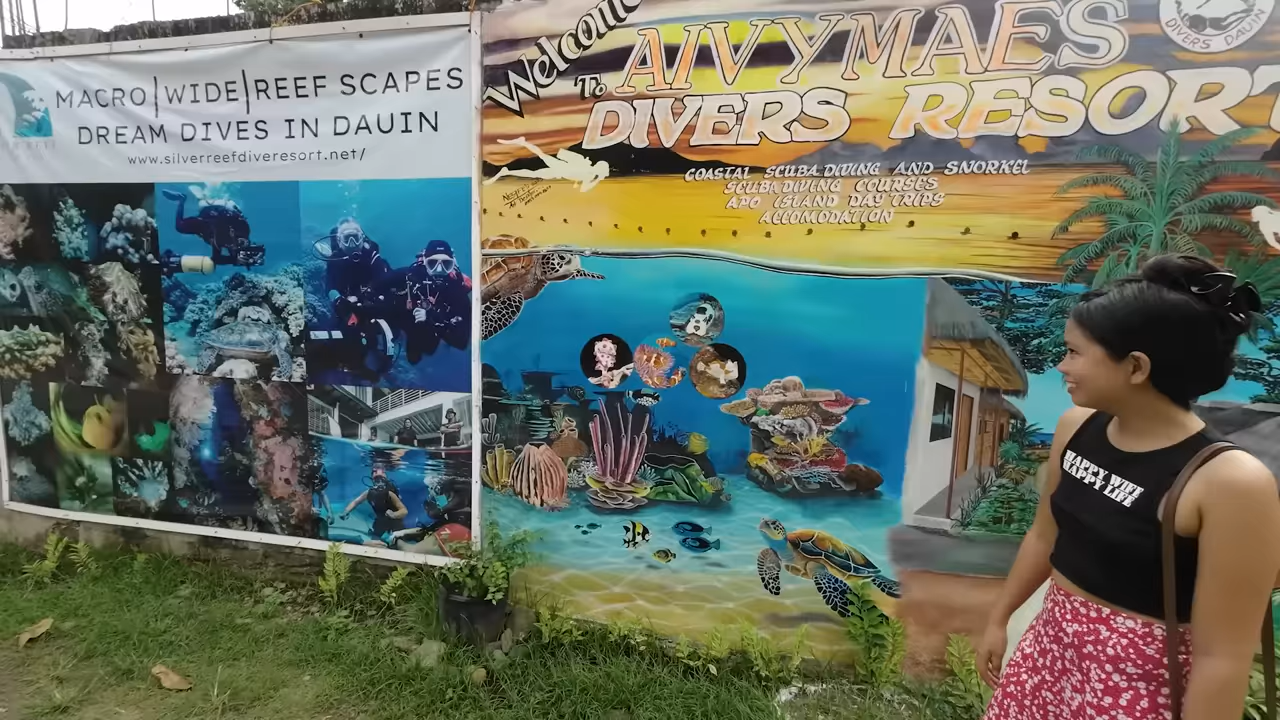 MACRO|WIDE|REEF SCAPES
DREAM DIVES IN DAUIN
www.silverreefdiveresort.net/
Welcome
To AIVYMAES
DIVERS RESORT
COASTAL SCUBA DIVING AND SNORKEL
SCUBA DIVING COURSES
APO ISLAND DAY TRIPS
ACCOMODATION
DIVERS DAUIN
HAPPY WIFE
HAPPY LIFE